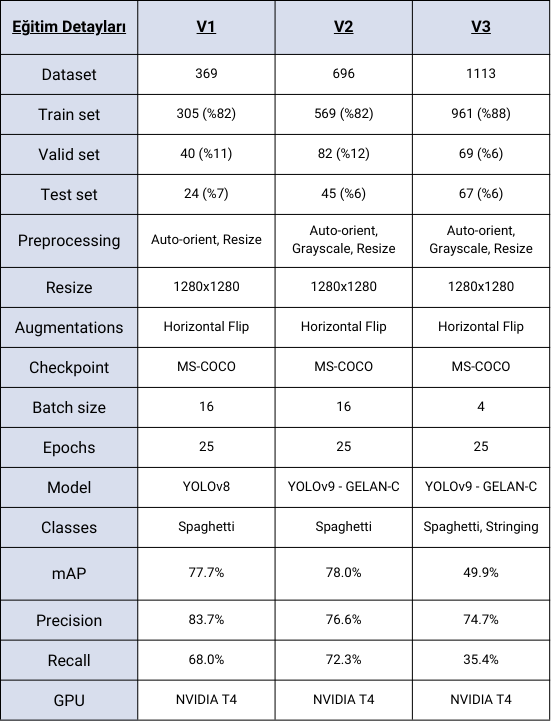 Eğitim Detayları V1 V2 V3
Dataset 369 696 1113
Train set 305 (%82) 569 (%82) 961 (%88)
Valid set 40 (%11) 82 (%12) 69 (%6)
Test set 24 (%7) 45 (%6) 67 (%6)
Preprocessing Auto-orient, Resize Auto-orient, Grayscale, Resize Auto-orient, Grayscale, Resize
Resize 1280x1280 1280x1280 1280x1280
Augmentations Horizontal Flip Horizontal Flip Horizontal Flip
Checkpoint MS-COCO MS-COCO MS-COCO
Batch size 16 16 4
Epochs 25 25 25
Model YOLOv8 YOLOv9 - GELAN-C YOLOv9 - GELAN-C
Classes Spaghetti Spaghetti Spaghetti, Stringing
mAP 77.7% 78.0% 49.9%
Precision 83.7% 76.6% 74.7%
Recall 68.0% 72.3% 35.4%
GPU NVIDIA T4 NVIDIA T4 NVIDIA T4